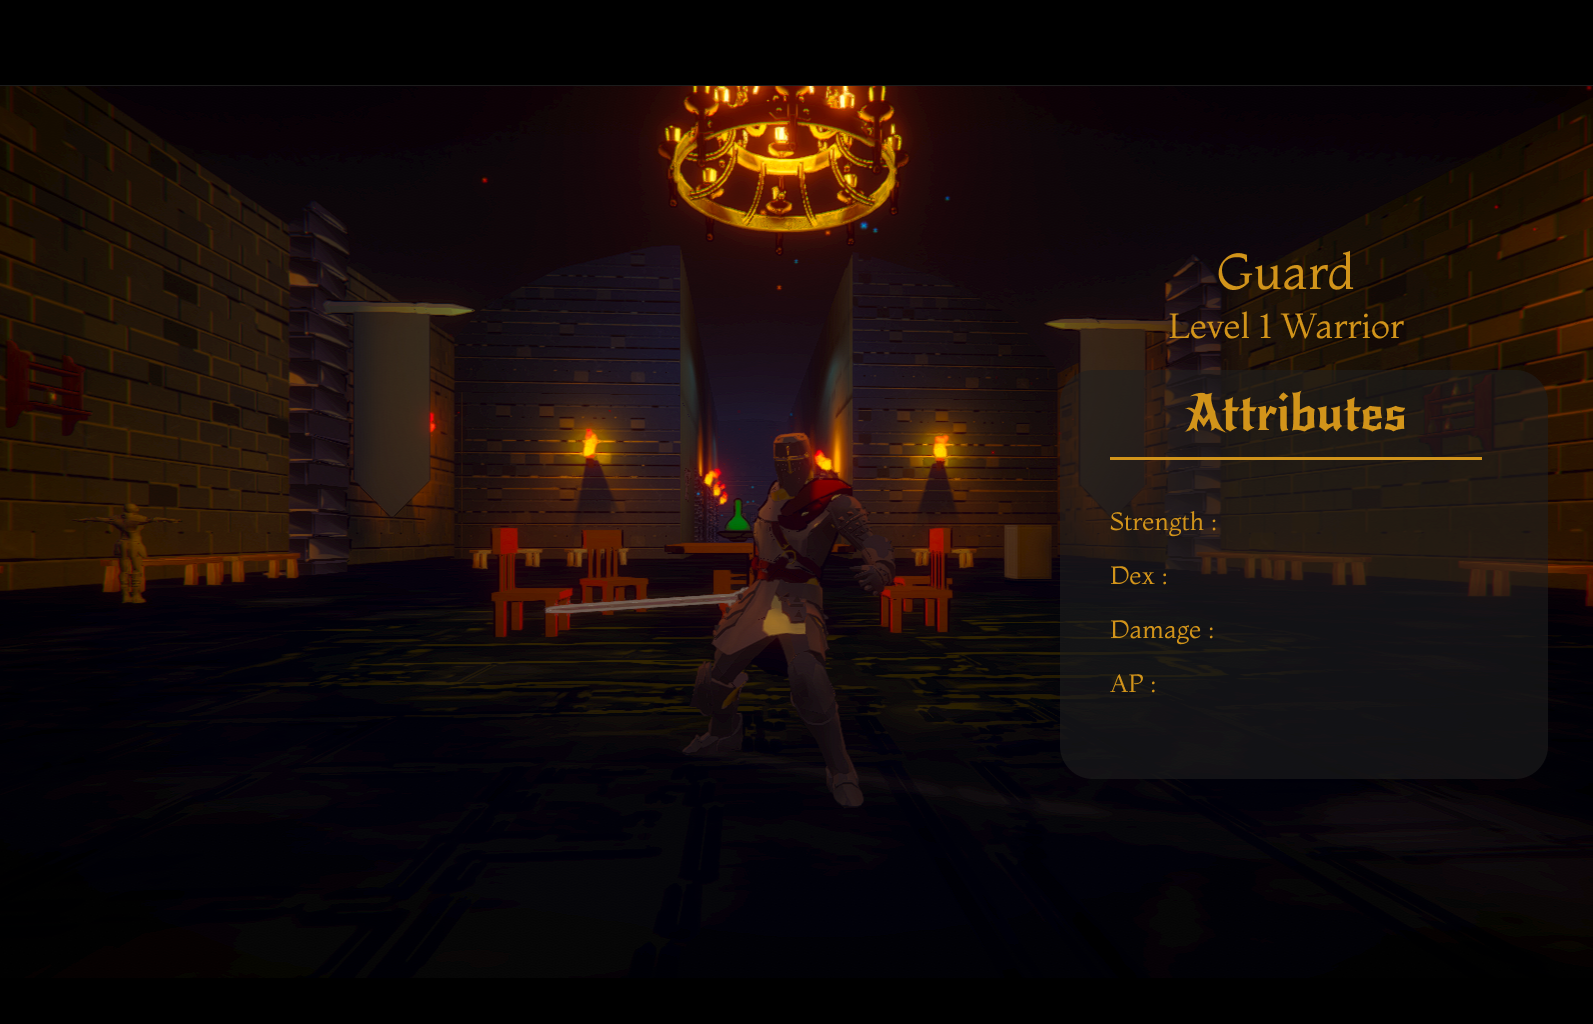 Guard
Level 1 Warrior
Attributes
Strength :
Dex :
Damage :
AP :